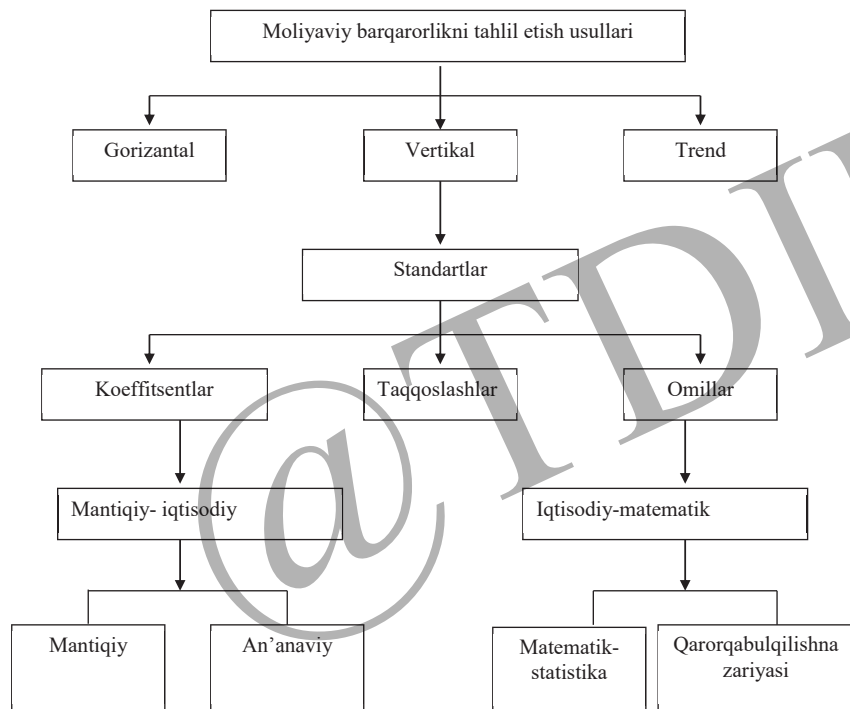 Moliyaviy barqarorlikni tahlil etish usullari
Gorizantal
Vertikal
Trend
Standartlar
Koeffitsentlar
Taqqoslashlar
Omillar
Mantiqiy- iqtisodiy
Iqtisodiy-matematik
Mantiqiy
An’anaviy
Matematik-
statistika
Qarorqabulqilishna
zariyasi
@TDI